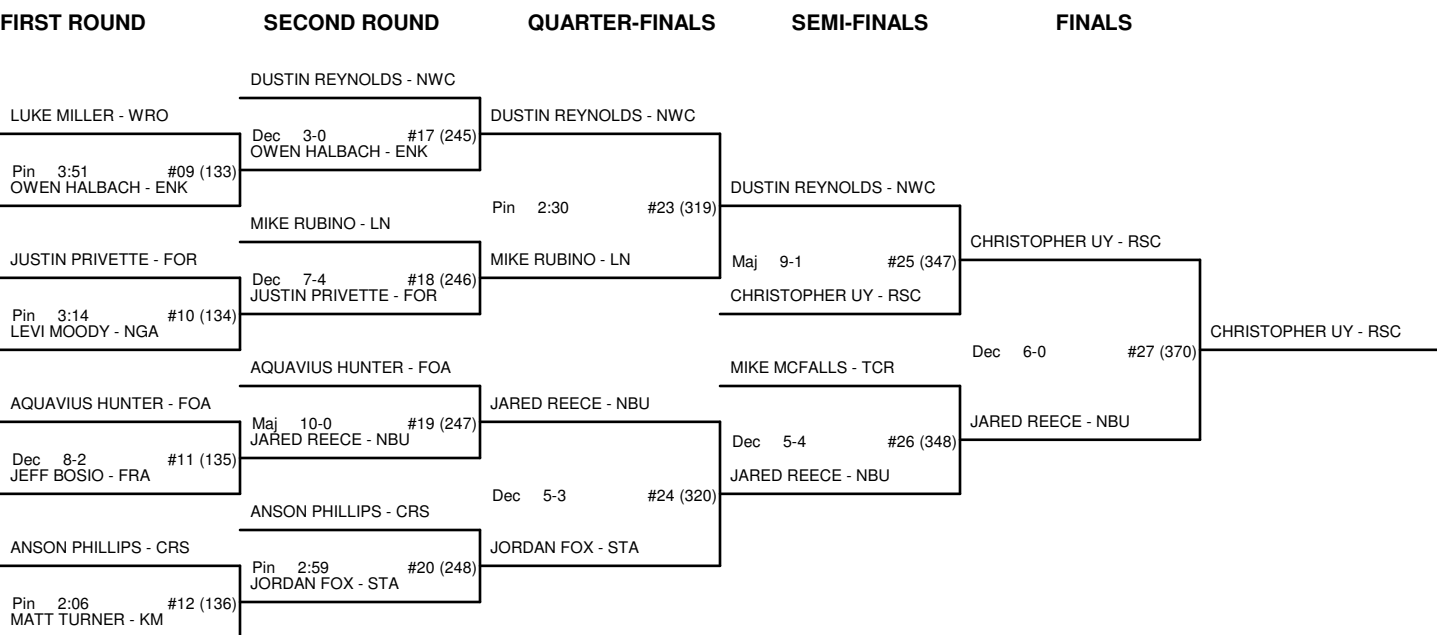 FIRST ROUND SECOND ROUND QUARTER-FINALS SEMI-FINALS FINALS
DUSTIN REYNOLDS - NWC
LUKE MILLER - WRO
DUSTIN REYNOLDS - NWC
Dec 3-0 #17 (245)
OWEN HALBACH - ENK
Pin 3:51 #09 (133)
OWEN HALBACH - ENK
DUSTIN REYNOLDS - NWC
Pin 2:30 #23 (319)
MIKE RUBINO - LN
CHRISTOPHER UY - RSC
JUSTIN PRIVETTE - FOR
MIKE RUBINO - LN
Maj 9-1 #25 (347)
Dec 7-4 #18 (246)
JUSTIN PRIVETTE - FOR
CHRISTOPHER UY - RSC
Pin 3:14 #10 (134)
LEVI MOODY - NGA
CHRISTOPHER UY - RSC
Dec 6-0 #27 (370)
AQUAVIUS HUNTER - FOA
MIKE MCFALLS - TCR
AQUAVIUS HUNTER - FOA
JARED REECE - NBU
JARED REECE - NBU
Maj 10-0 #19 (247)
JARED REECE - NBU
Dec 5-4 #26 (348)
Dec 8-2 #11 (135)
JEFF BOSIO - FRA
JARED REECE - NBU
Dec 5-3 #24 (320)
ANSON PHILLIPS - CRS
ANSON PHILLIPS - CRS
JORDAN FOX - STA
Pin 2:59 #20 (248)
JORDAN FOX - STA
Pin 2:06 #12 (136)
MATT TURNER - KM